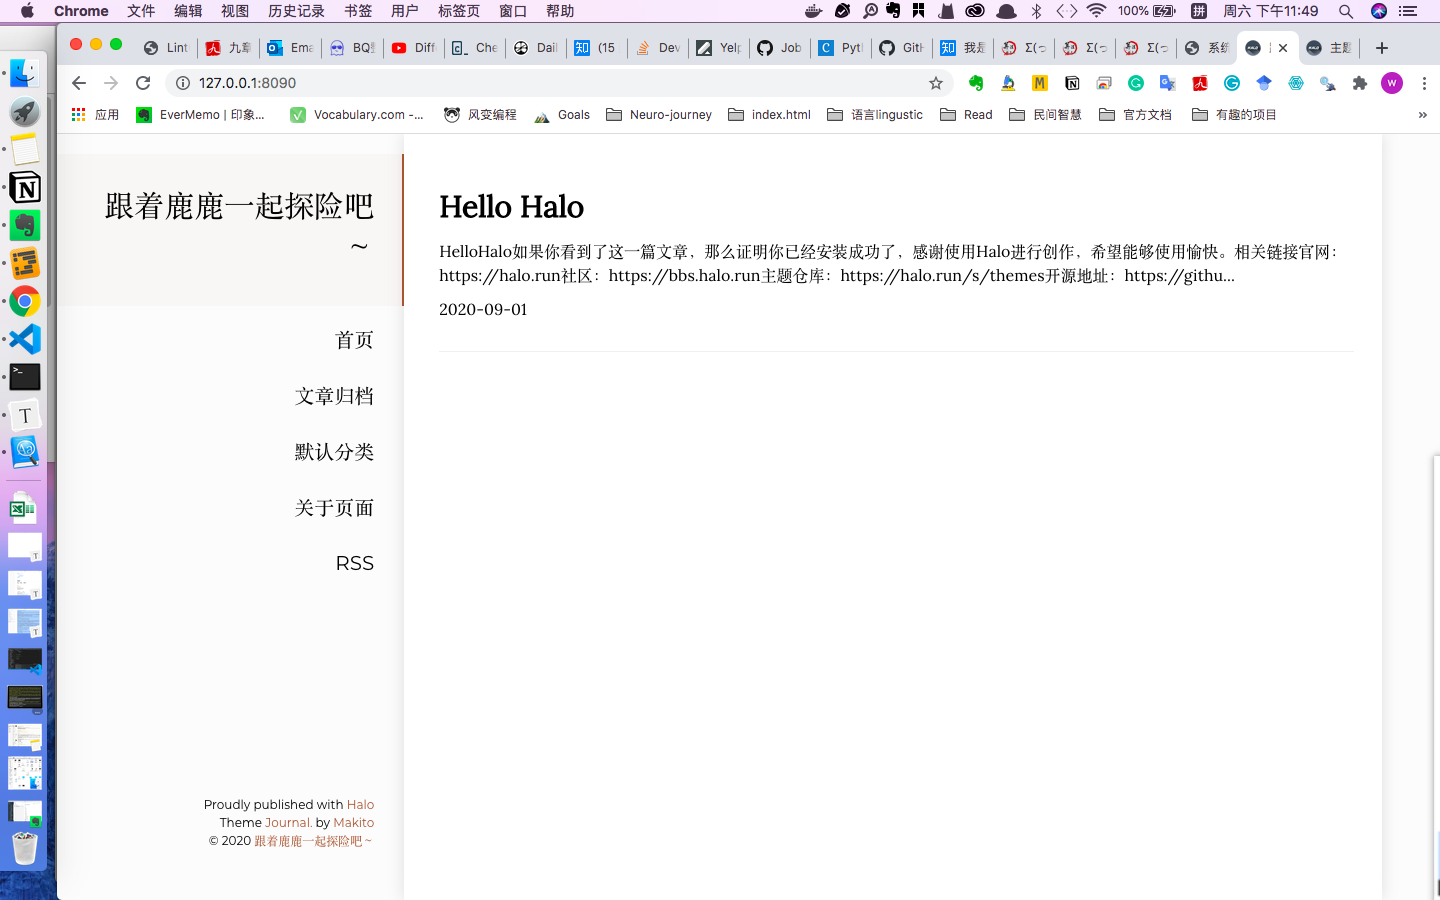 Chrome 文件 编辑 视图 历史记录 书签 用户 标签页 窗口 帮助 100% 拼 周六 下午11:49
Lint 九章 Ema BQ Diff Che Dail (15 Dev Yelp Job Pyt GitH 我是 Σ(っ Σ(っ Σ(っ 系统 主题
127.0.0.1:8090
应用 EverMemo | 印象... Vocabulary.com -... 风变编程 Goals Neuro-journey index.html 语言lingustic Read 民间智慧 官方文档 有趣的项目 »
跟着鹿鹿一起探险吧
~
首页
文章归档
默认分类
关于页面
RSS
Hello Halo
HelloHalo如果你看到了这一篇文章，那么证明你已经安装成功了，感谢使用Halo进行创作，希望能够使用愉快。相关链接官网：
https://halo.run社区：https://bbs.halo.run主题仓库：https://halo.run/s/themes开源地址：https://githu...
2020-09-01
Proudly published with Halo
Theme Journal. by Makito
© 2020 跟着鹿鹿一起探险吧 ~